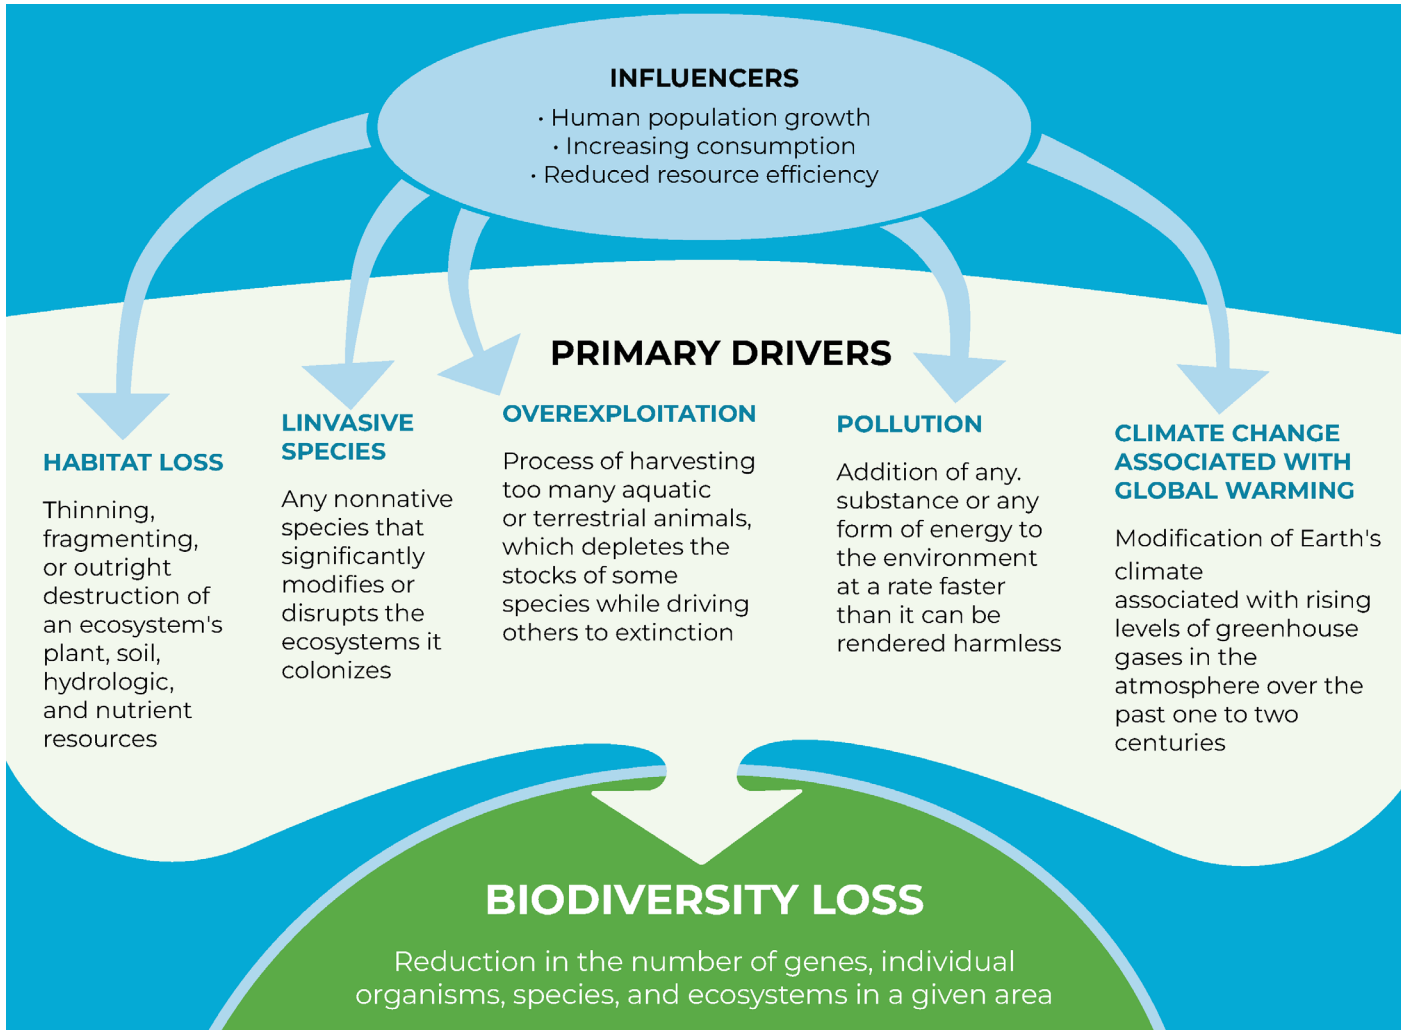 INFLUENCERS
· Human population growth
· Increasing consumption
· Reduced resource efficiency
PRIMARY DRIVERS
HABITAT LOSS
Thinning,
fragmenting,
or outright
destruction of
an ecosystem's
plant, soil,
hydrologic,
and nutrient
resources
LINVASIVE
SPECIES
Any nonnative
species that
significantly
modifies or
disrupts the
ecosystems it
colonizes
OVEREXPLOITATION
Process of harvesting
too many aquatic
or terrestrial animals,
which depletes the
stocks of some
species while driving
others to extinction
POLLUTION
Addition of any.
substance or any
form of energy to
the environment
at a rate faster
than it can be
rendered harmless
CLIMATE CHANGE
ASSOCIATED WITH
GLOBAL WARMING
Modification of Earth's
climate
associated with rising
levels of greenhouse
gases in the
atmosphere over the
past one to two
centuries
BIODIVERSITY LOSS
Reduction in the number of genes, individual
organisms, species, and ecosystems in a given area